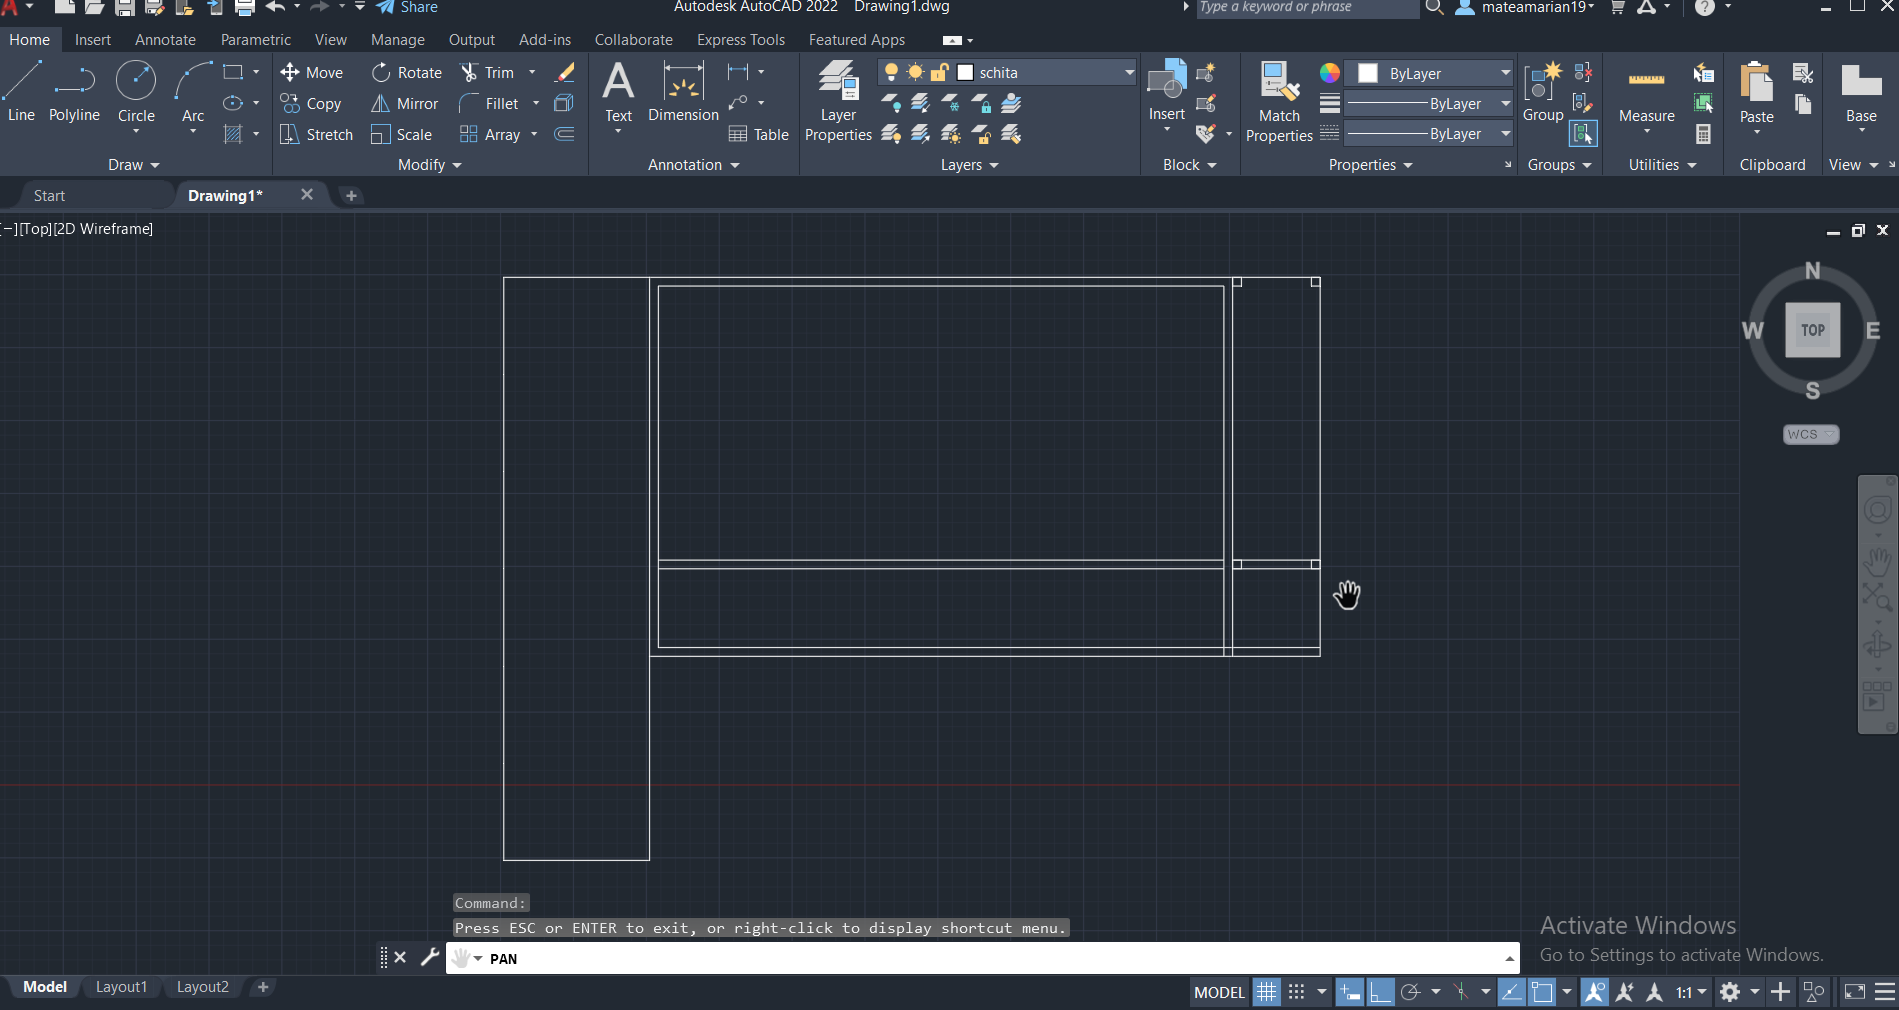 Share
Autodesk AutoCAD 2022 Drawing1.dwg
Type a keyword or phrase
mateamarian19
Home Insert Annotate Parametric View Manage Output Add-ins Collaborate Express Tools Featured Apps
Line Polyline Circle Arc
Move Rotate Trim
Copy Mirror Fillet
Stretch Scale Array
Text Dimension Table
Layer Properties
schita
Insert
Match Properties
ByLayer
ByLayer
ByLayer
Group
Measure
Paste
Base
Draw Modify Annotation Layers Block Properties Groups Utilities Clipboard View
Start Drawing1*
[−][Top][2D Wireframe]
N
W TOP E
S
WCS
Command:
Press ESC or ENTER to exit, or right-click to display shortcut menu.
PAN
Activate Windows
Go to Settings to activate Windows.
Model Layout1 Layout2
MODEL 1:1